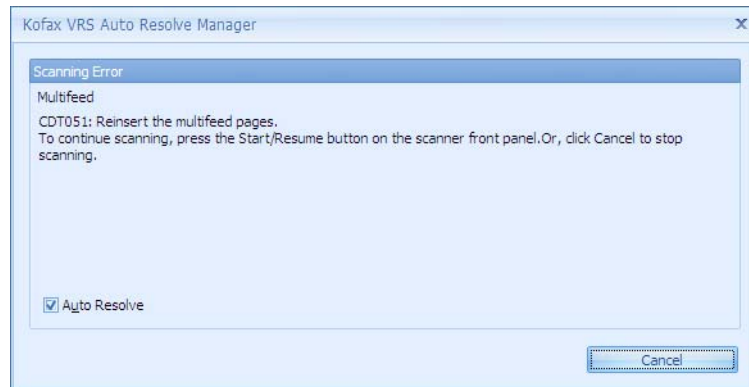 Kofax VRS Auto Resolve Manager
Scanning Error
Multifeed
CDT051: Reinsert the multifeed pages.
To continue scanning, press the Start/Resume button on the scanner front panel.Or, click Cancel to stop
scanning.
Auto Resolve
Cancel